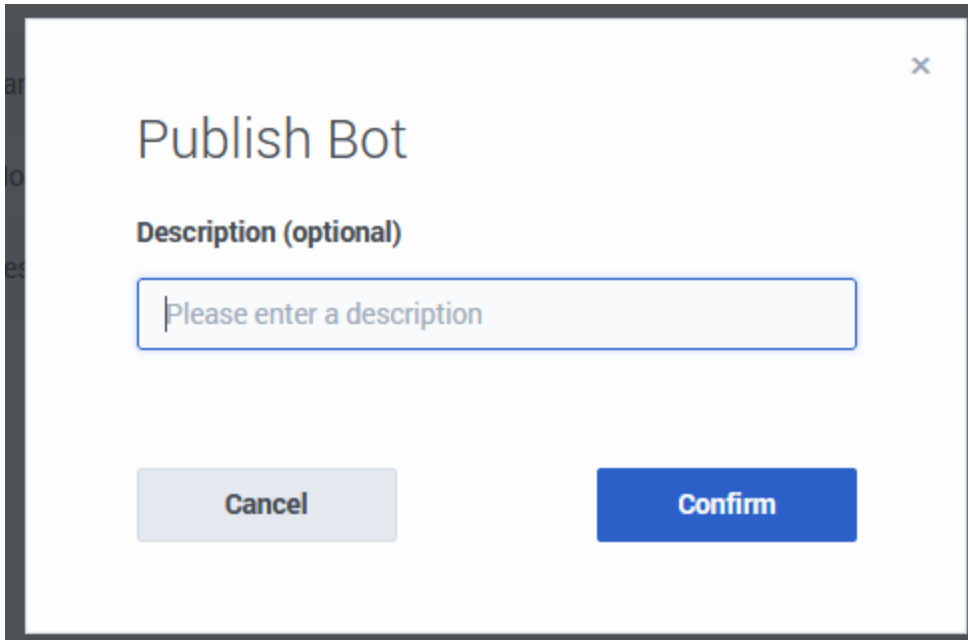 ×
Publish Bot
Description (optional)
Please enter a description
Cancel
Confirm